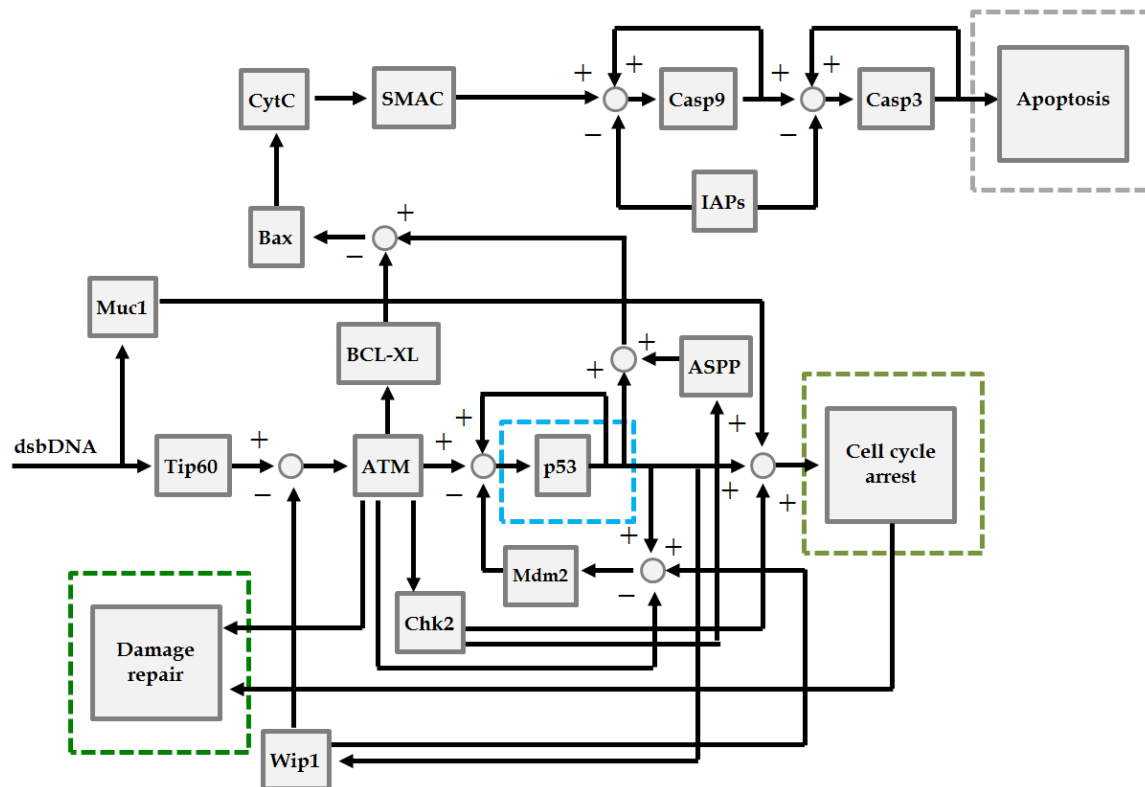 CytC
SMAC
+
+
Casp9
+
+
Casp3
Apoptosis
−
−
IAPs
Bax
−
+
Muc1
BCL-XL
+
+
ASPP
dsbDNA
Tip60
+
−
ATM
+
+
−
p53
+
+
+
+
Cell cycle
arrest
Mdm2
+
+
−
Chk2
Damage
repair
Wip1